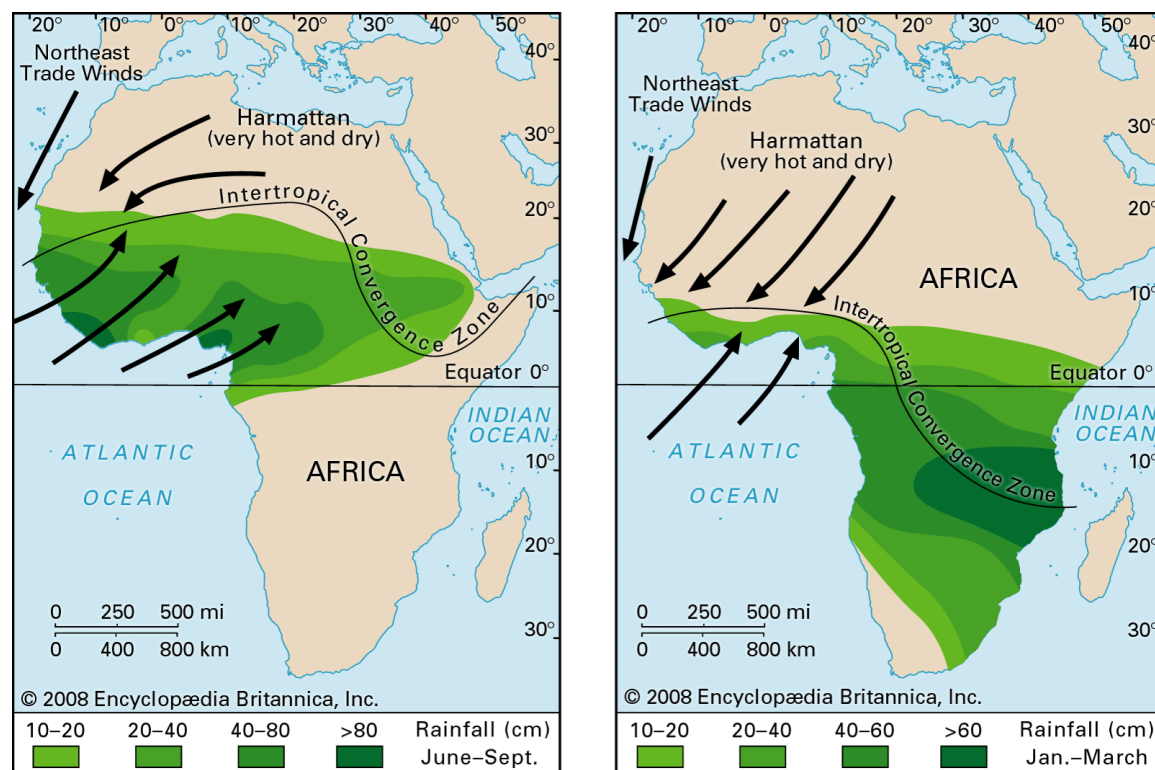 20° 10° 0° 10° 20° 30° 40° 50°
Northeast
Trade Winds
40°
Harmattan
(very hot and dry)
30°
Intertropical Convergence Zone
20°
10°
Equator 0°
INDIAN
OCEAN
ATLANTIC
OCEAN
AFRICA
10°
20°
30°
0 250 500 mi
0 400 800 km
© 2008 Encyclopædia Britannica, Inc.
10–20 20–40 40–80 >80 Rainfall (cm)
June–Sept.
20° 10° 0° 10° 20° 30° 40° 50°
40°
Northeast
Trade Winds
30°
Harmattan
(very hot and dry)
20°
AFRICA
10°
Intertropical Convergence Zone
Equator 0°
INDIAN
OCEAN
ATLANTIC
OCEAN
10°
20°
30°
0 250 500 mi
0 400 800 km
© 2008 Encyclopædia Britannica, Inc.
10–20 20–40 40–60 >60 Rainfall (cm)
Jan.–March